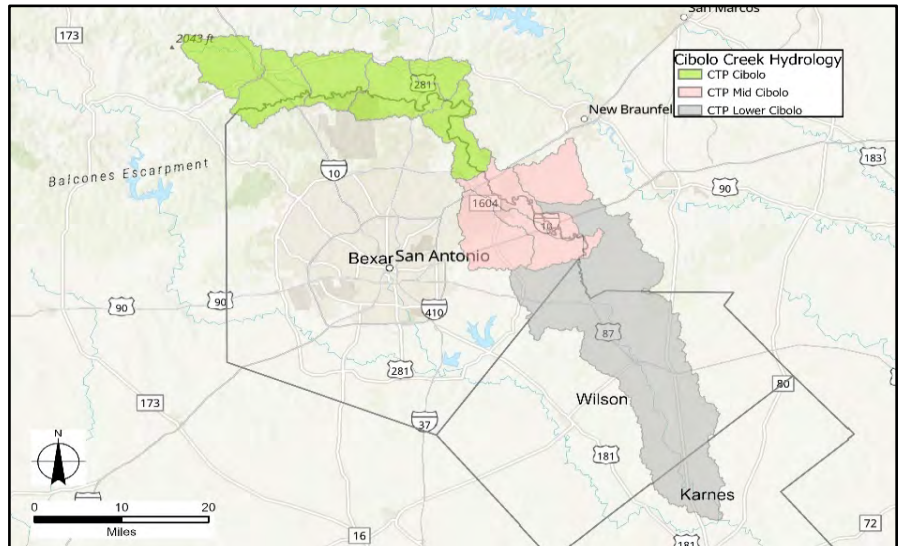 San Marcos
173
2043 ft
Cibolo Creek Hydrology
CTP Cibolo
CTP Mid Cibolo
CTP Lower Cibolo
281
New Braunfel
Balcones Escarpment
10
183
90
1604
10
Bexar
San Antonio
90
90
410
87
281
80
173
Wilson
37
181
N
Karnes
0 10 20
Miles
16
181
72